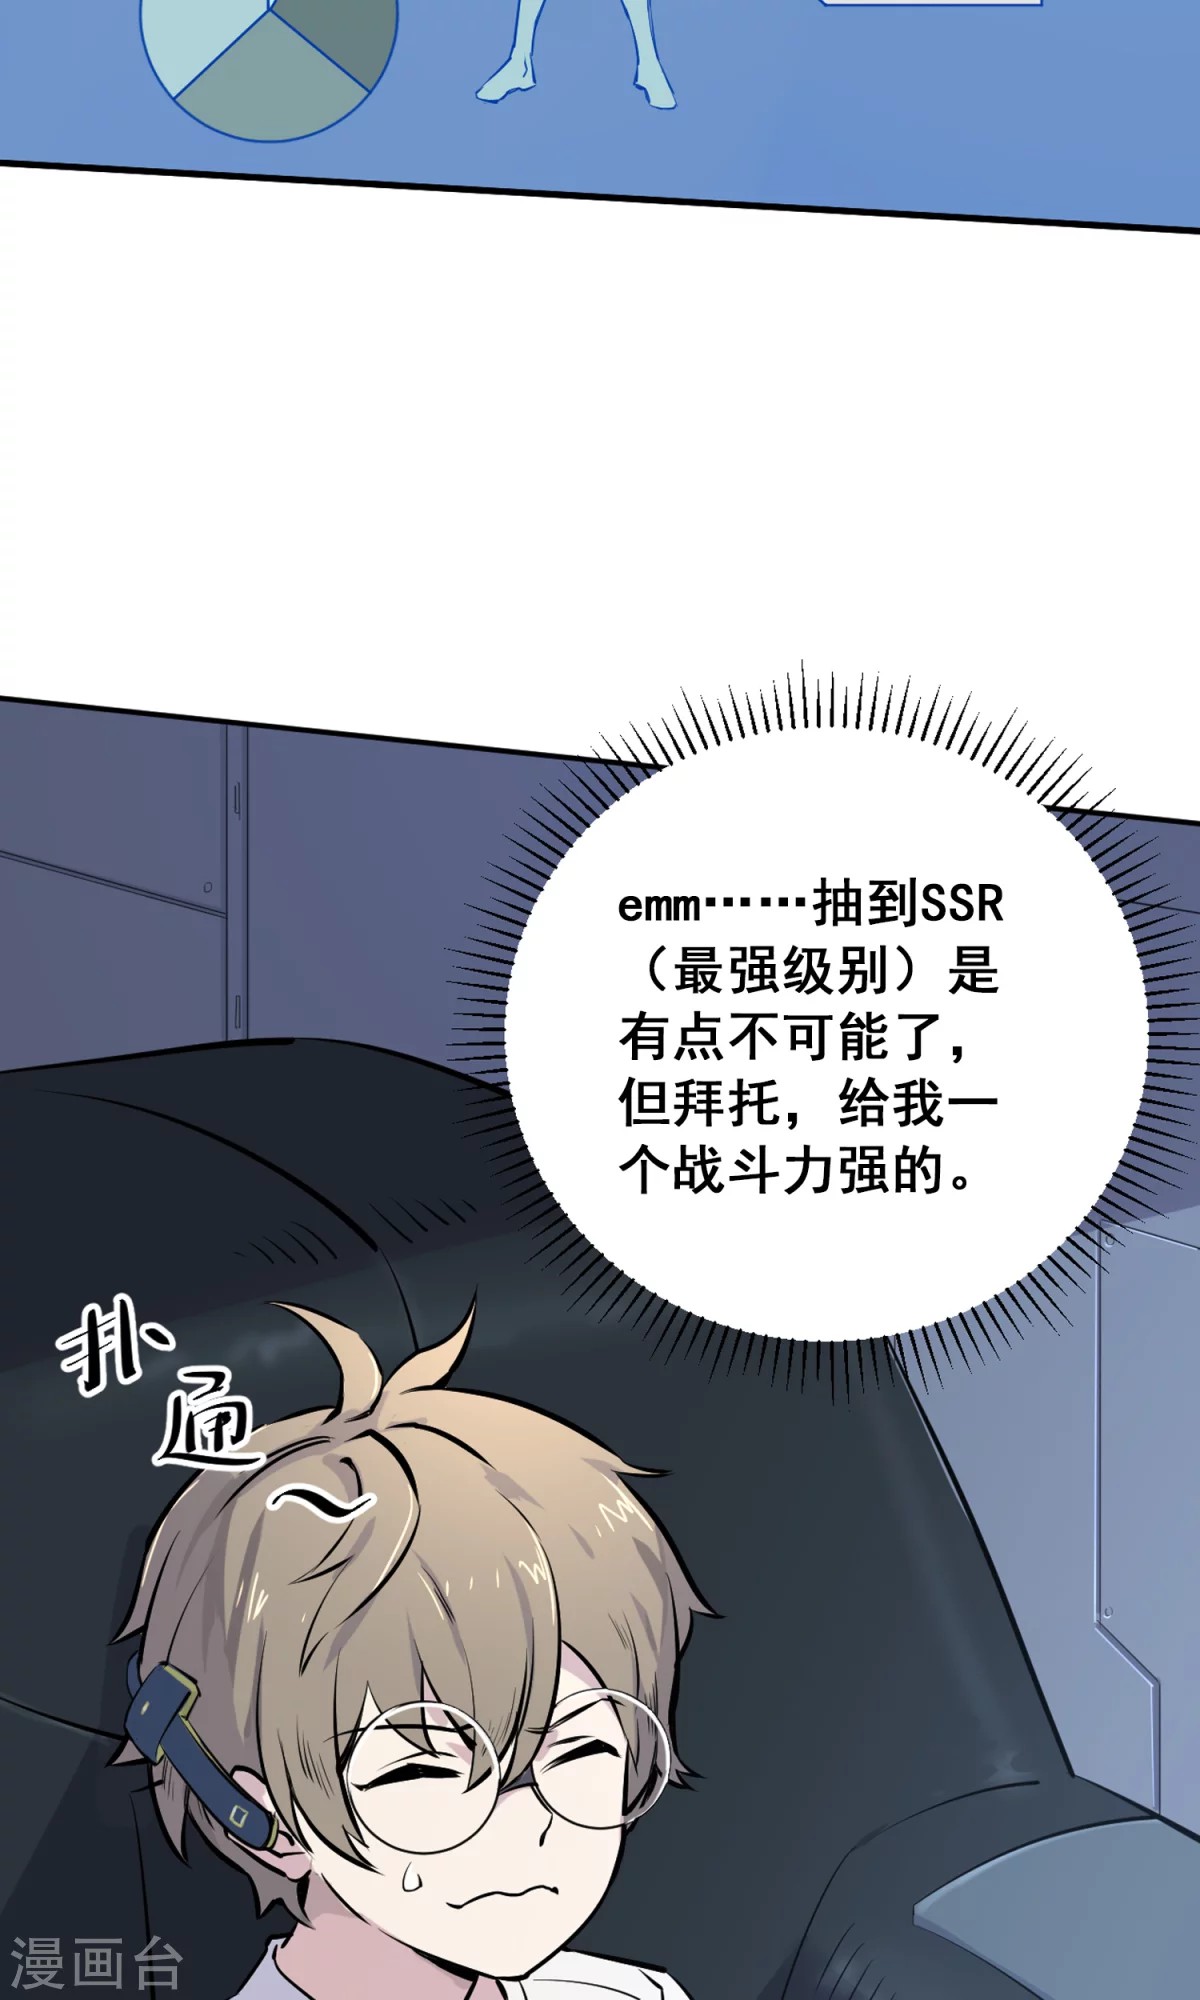 emm……抽到SSR
（最强级别）是
有点不可能了，
但拜托，给我一
个战斗力强的。
扑
通
～
漫画台